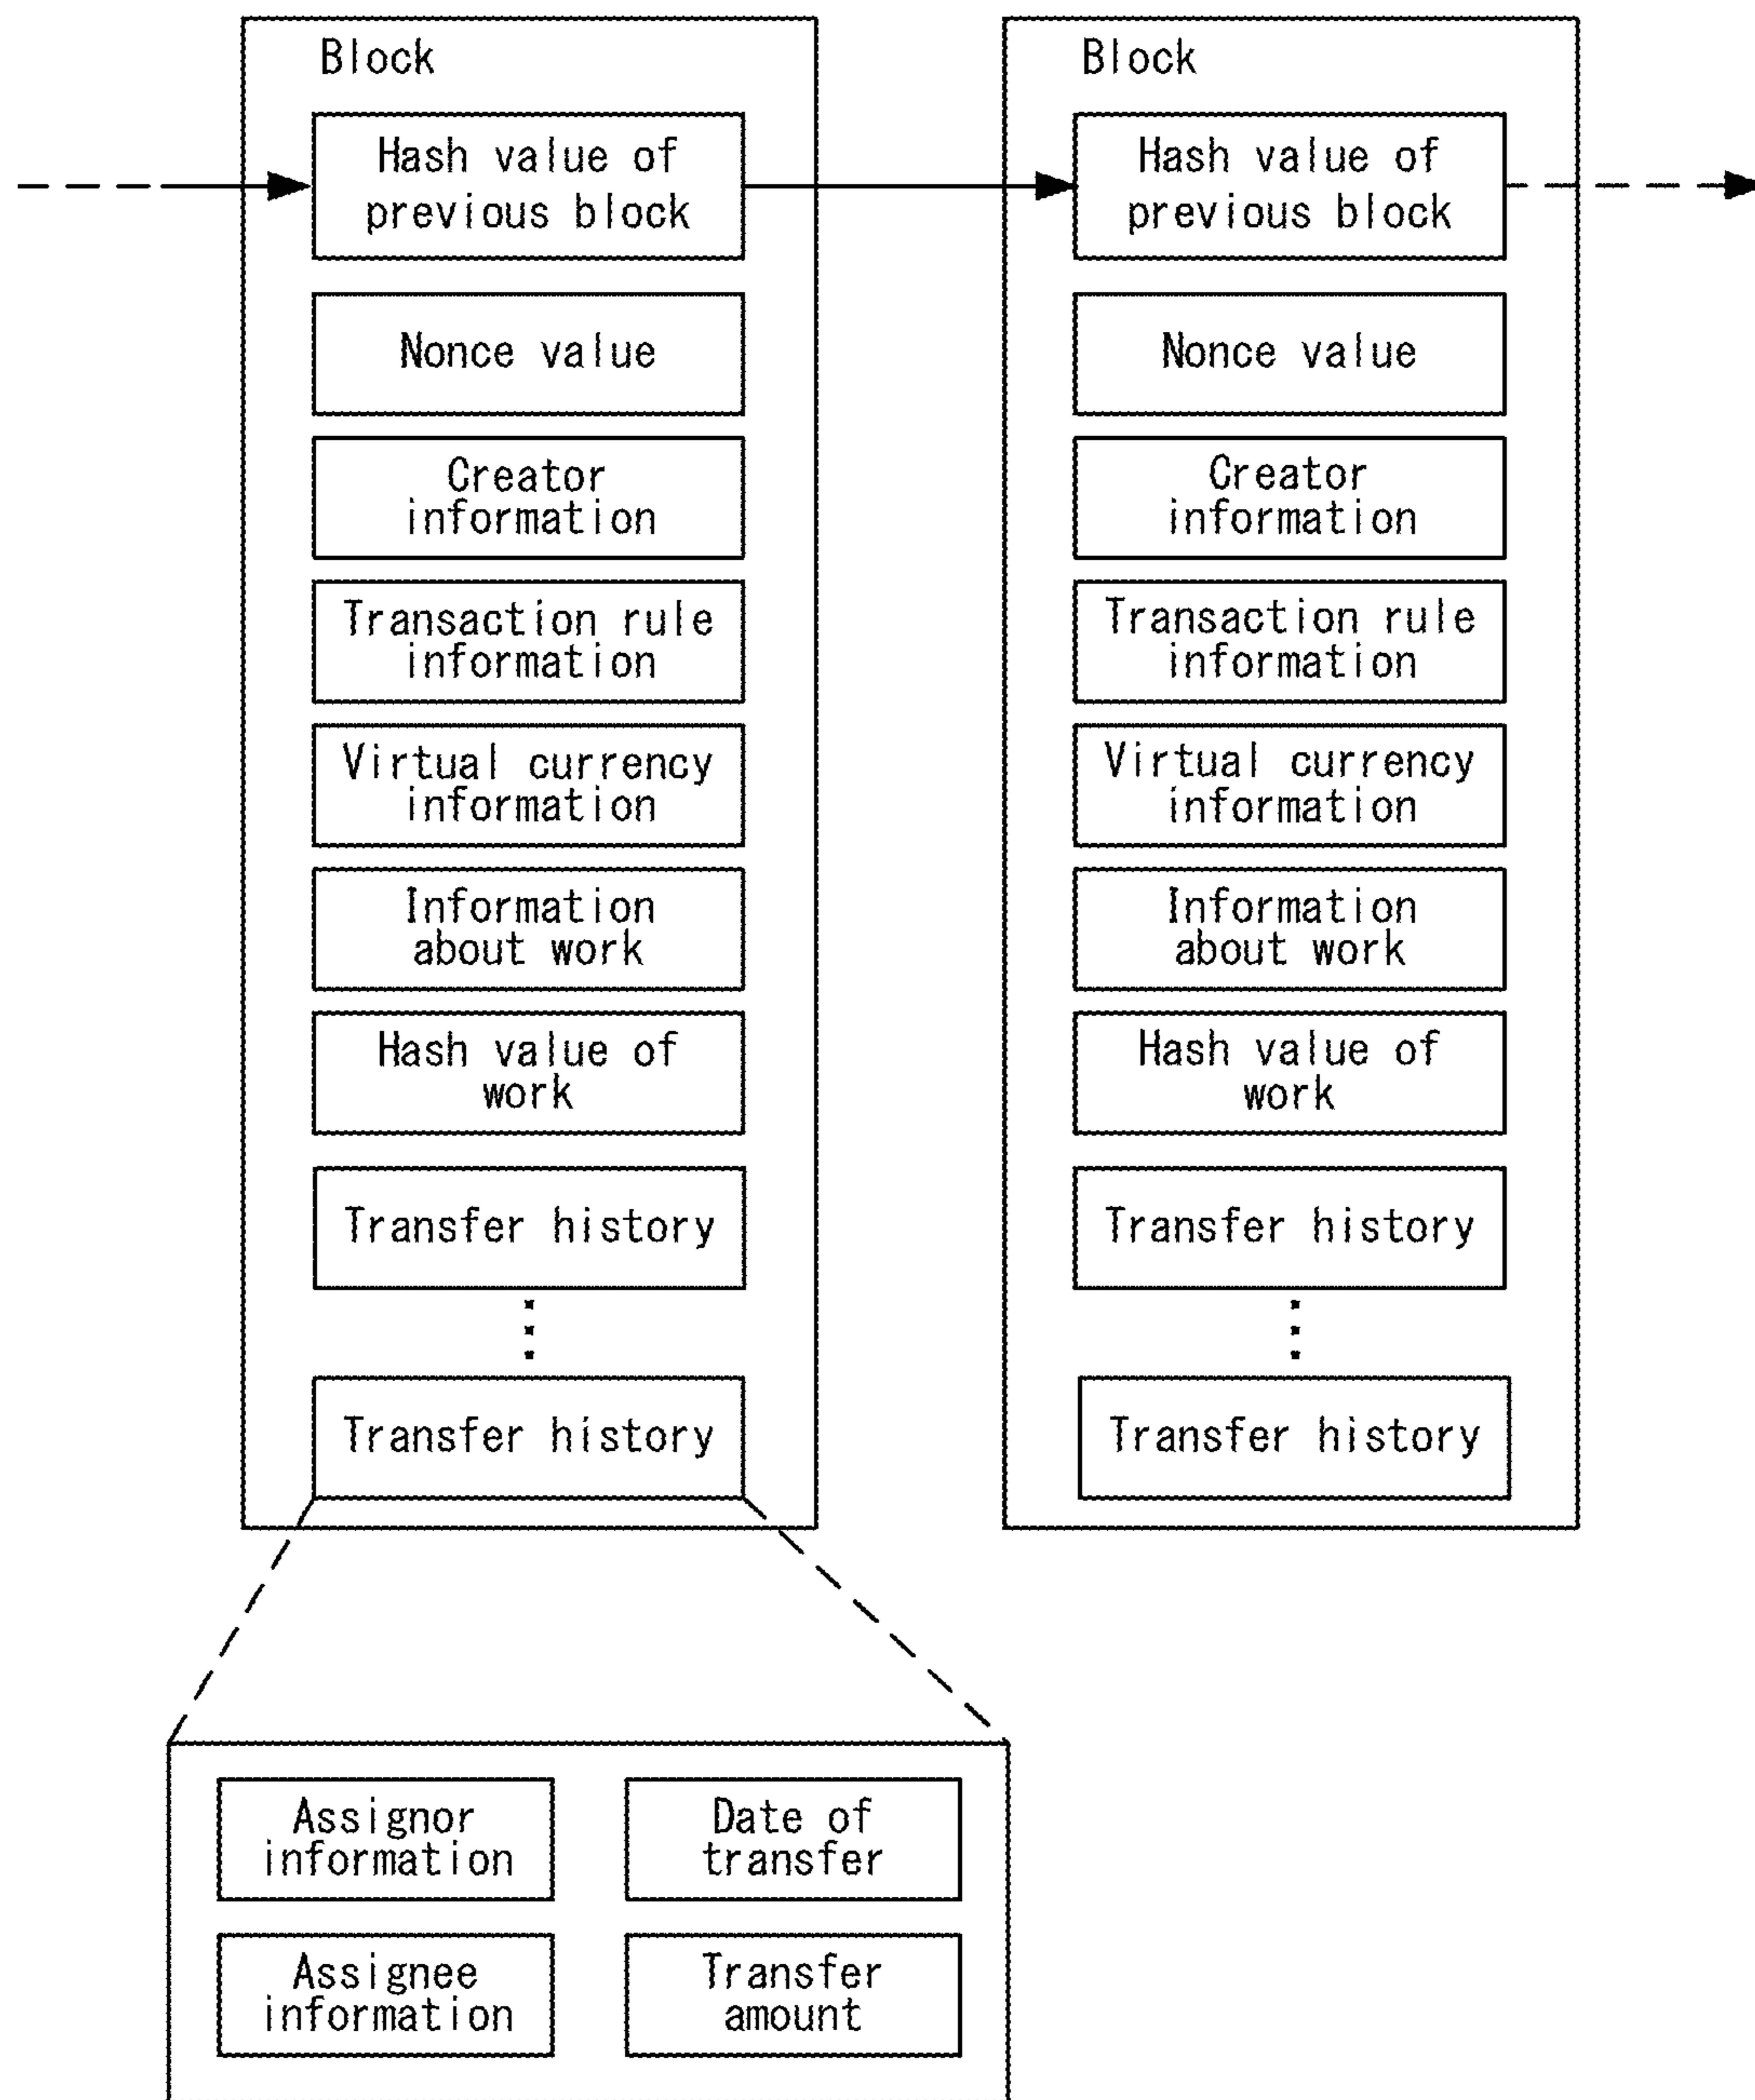 Block
Hash value of
previous block
Nonce value
Creator
information
Transaction rule
information
Virtual currency
information
Information
about work
Hash value of
work
Transfer history
Transfer history
Block
Hash value of
previous block
Nonce value
Creator
information
Transaction rule
information
Virtual currency
information
Information
about work
Hash value of
work
Transfer history
Transfer history
Assignor
information
Date of
transfer
Assignee
information
Transfer
amount